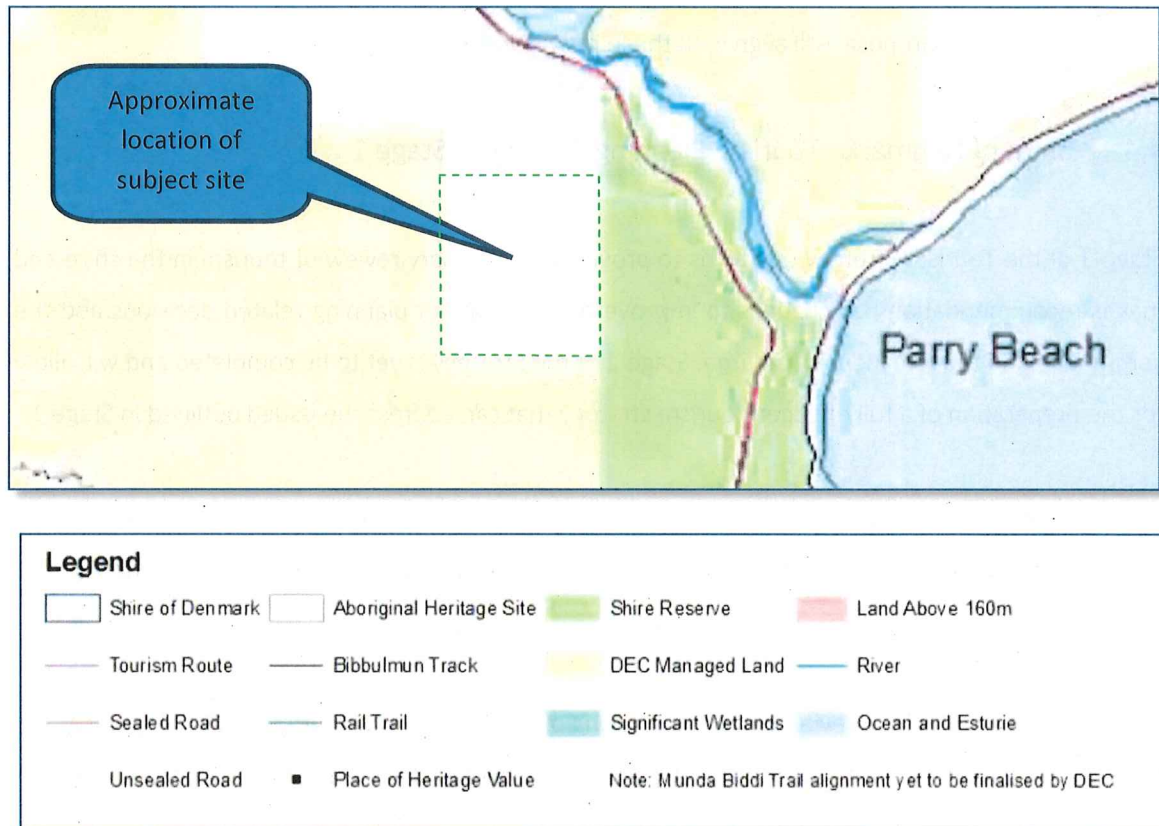 Approximate
location of
subject site
Parry Beach
Legend
Shire of Denmark
Aboriginal Heritage Site
Shire Reserve
Land Above 160m
Tourism Route
Bibbulmun Track
DEC Managed Land
River
Sealed Road
Rail Trail
Significant Wetlands
Ocean and Esturie
Unsealed Road
Place of Heritage Value
Note: Munda Biddi Trail alignment yet to be finalised by DEC